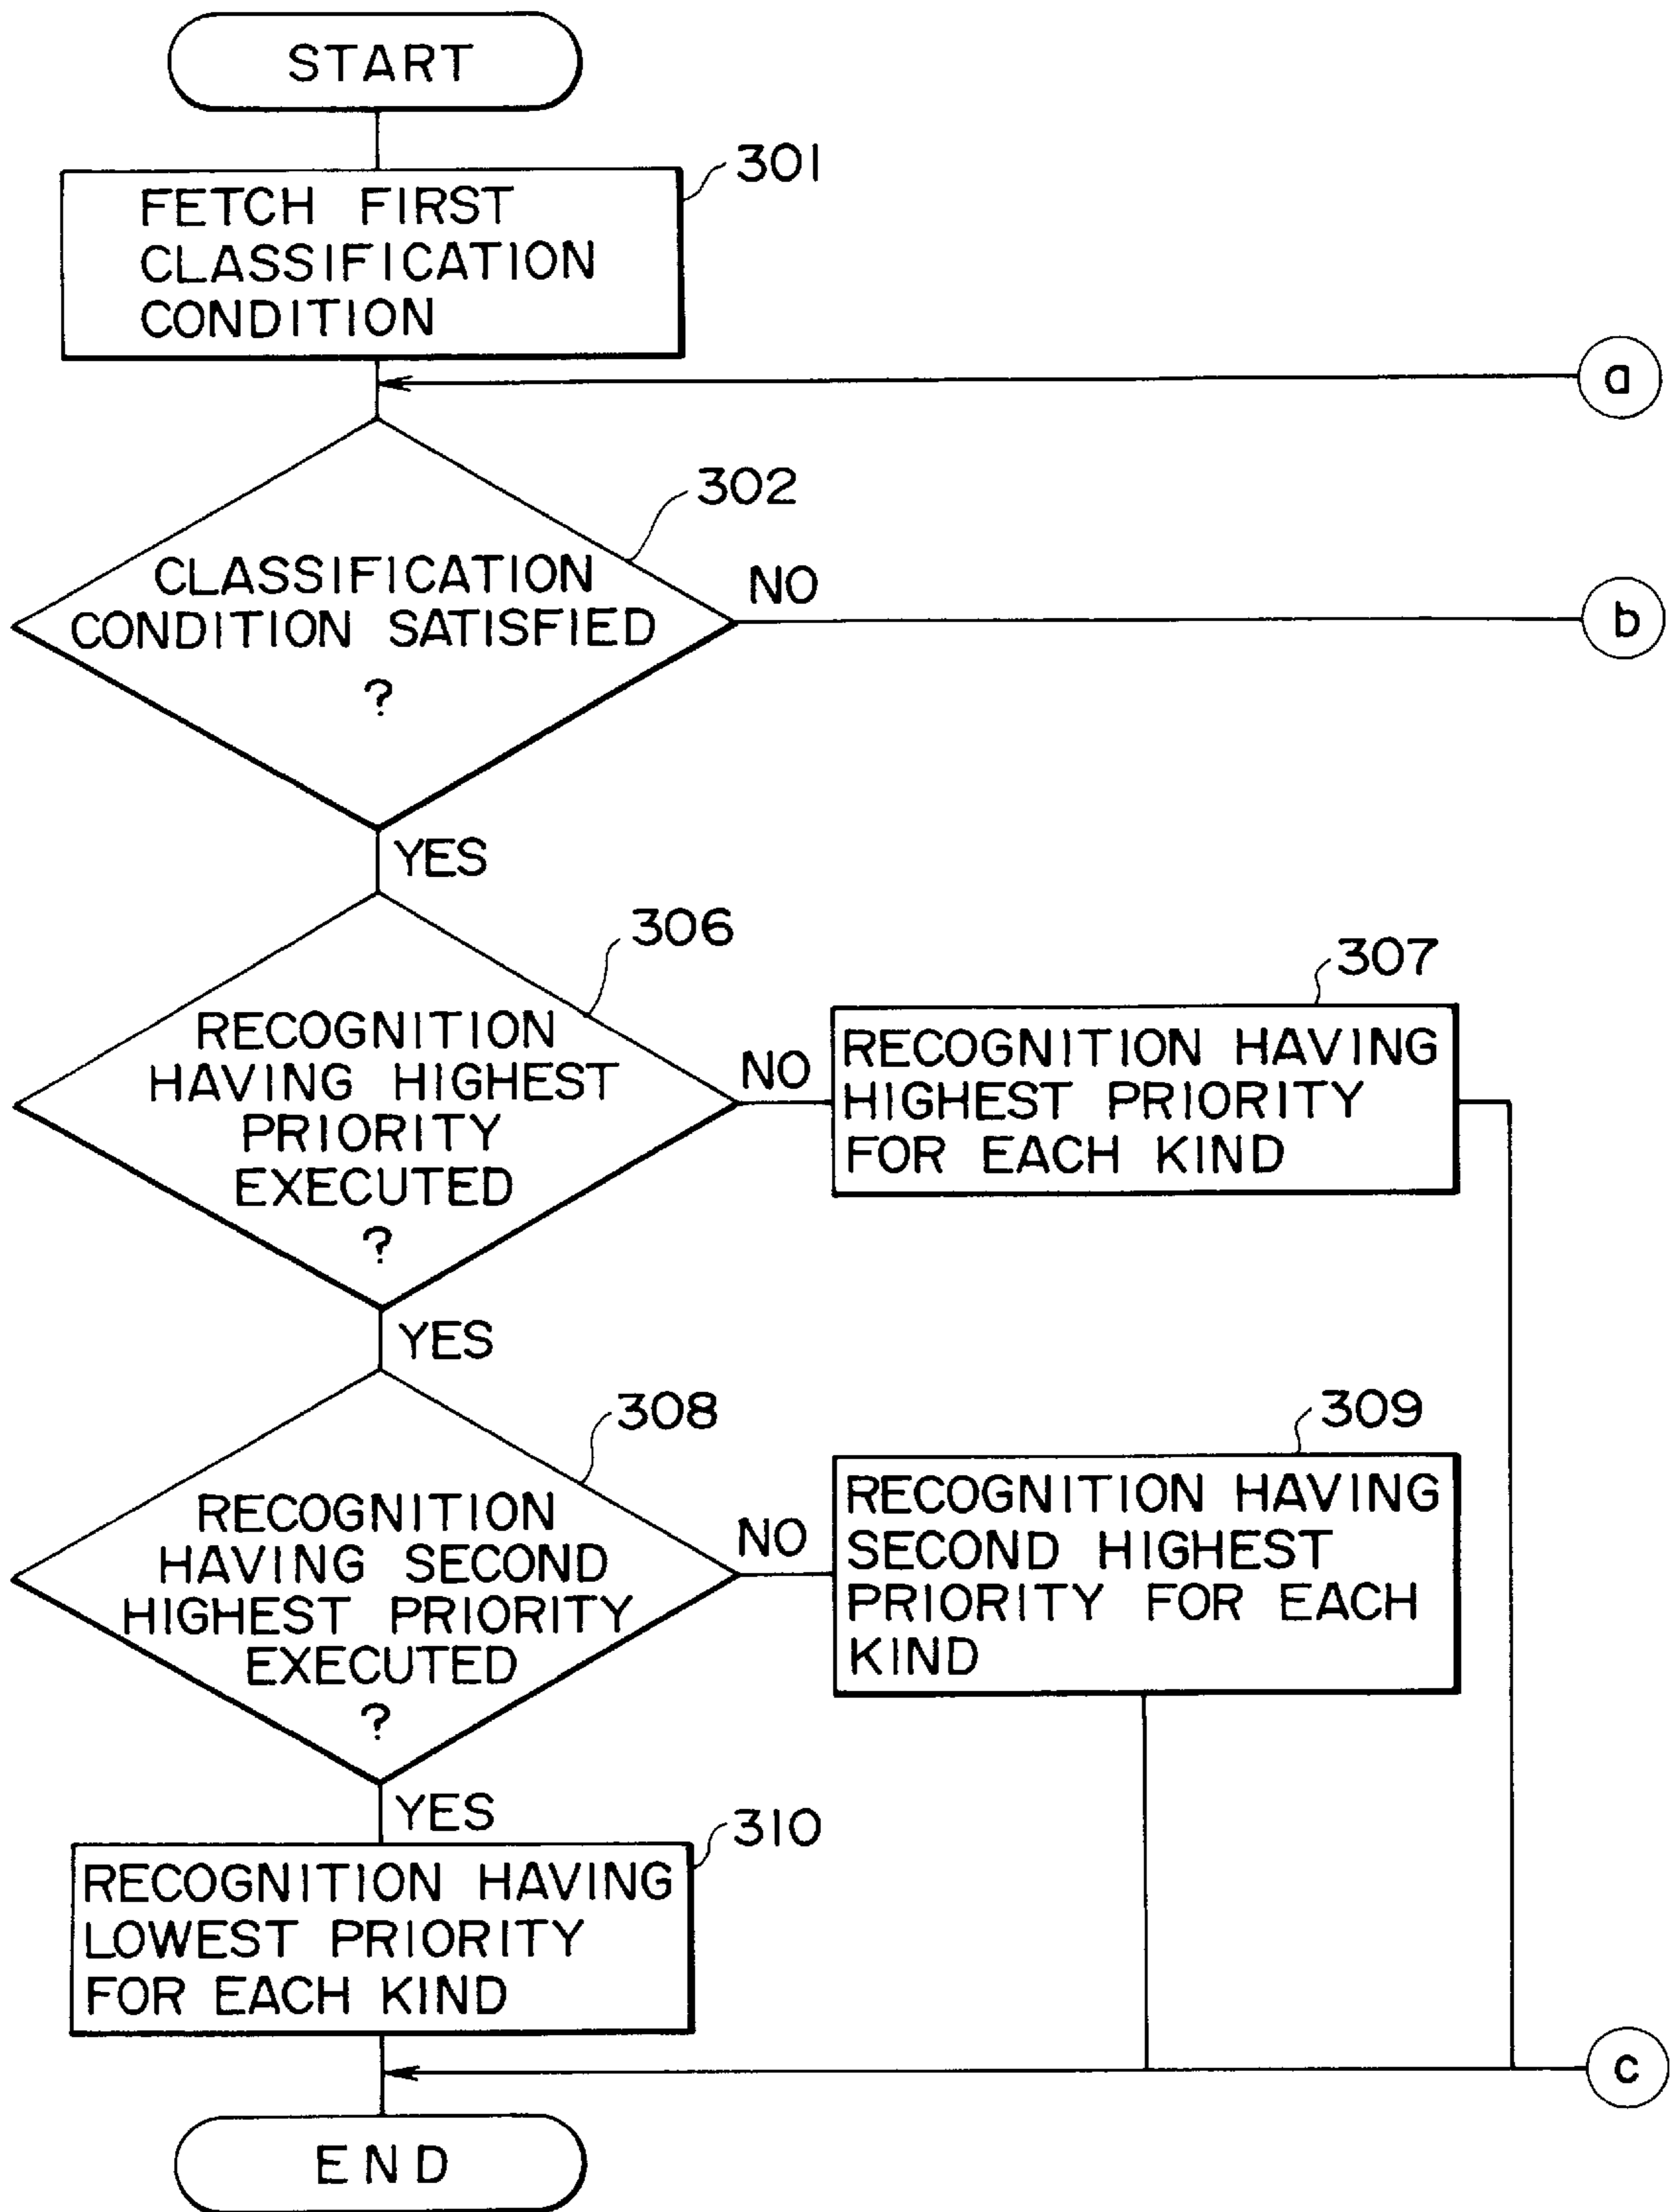 START
301
FETCH FIRST
CLASSIFICATION
CONDITION
a
302
CLASSIFICATION
CONDITION SATISFIED
?
NO
b
YES
306
RECOGNITION
HAVING HIGHEST
PRIORITY
EXECUTED
?
NO
307
RECOGNITION HAVING
HIGHEST PRIORITY
FOR EACH KIND
YES
308
RECOGNITION
HAVING SECOND
HIGHEST PRIORITY
EXECUTED
?
NO
309
RECOGNITION HAVING
SECOND HIGHEST
PRIORITY FOR EACH
KIND
YES
310
RECOGNITION HAVING
LOWEST PRIORITY
FOR EACH KIND
c
END